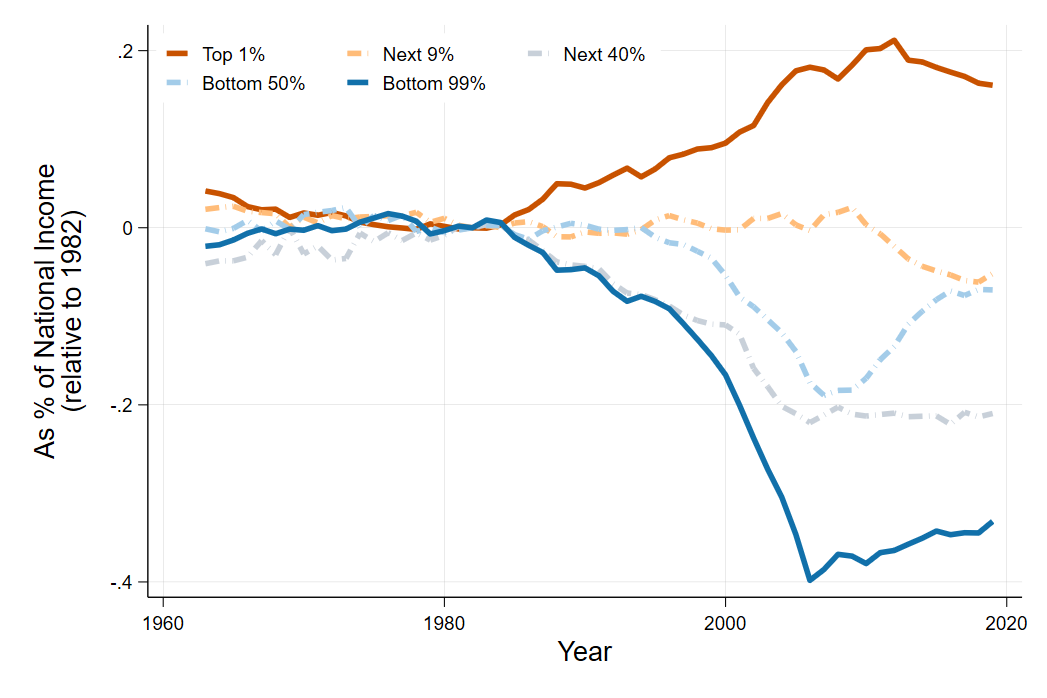 Top 1%
Next 9%
Next 40%
Bottom 50%
Bottom 99%
As % of National Income
(relative to 1982)
.2
0
-.2
-.4
1960
1980
2000
2020
Year